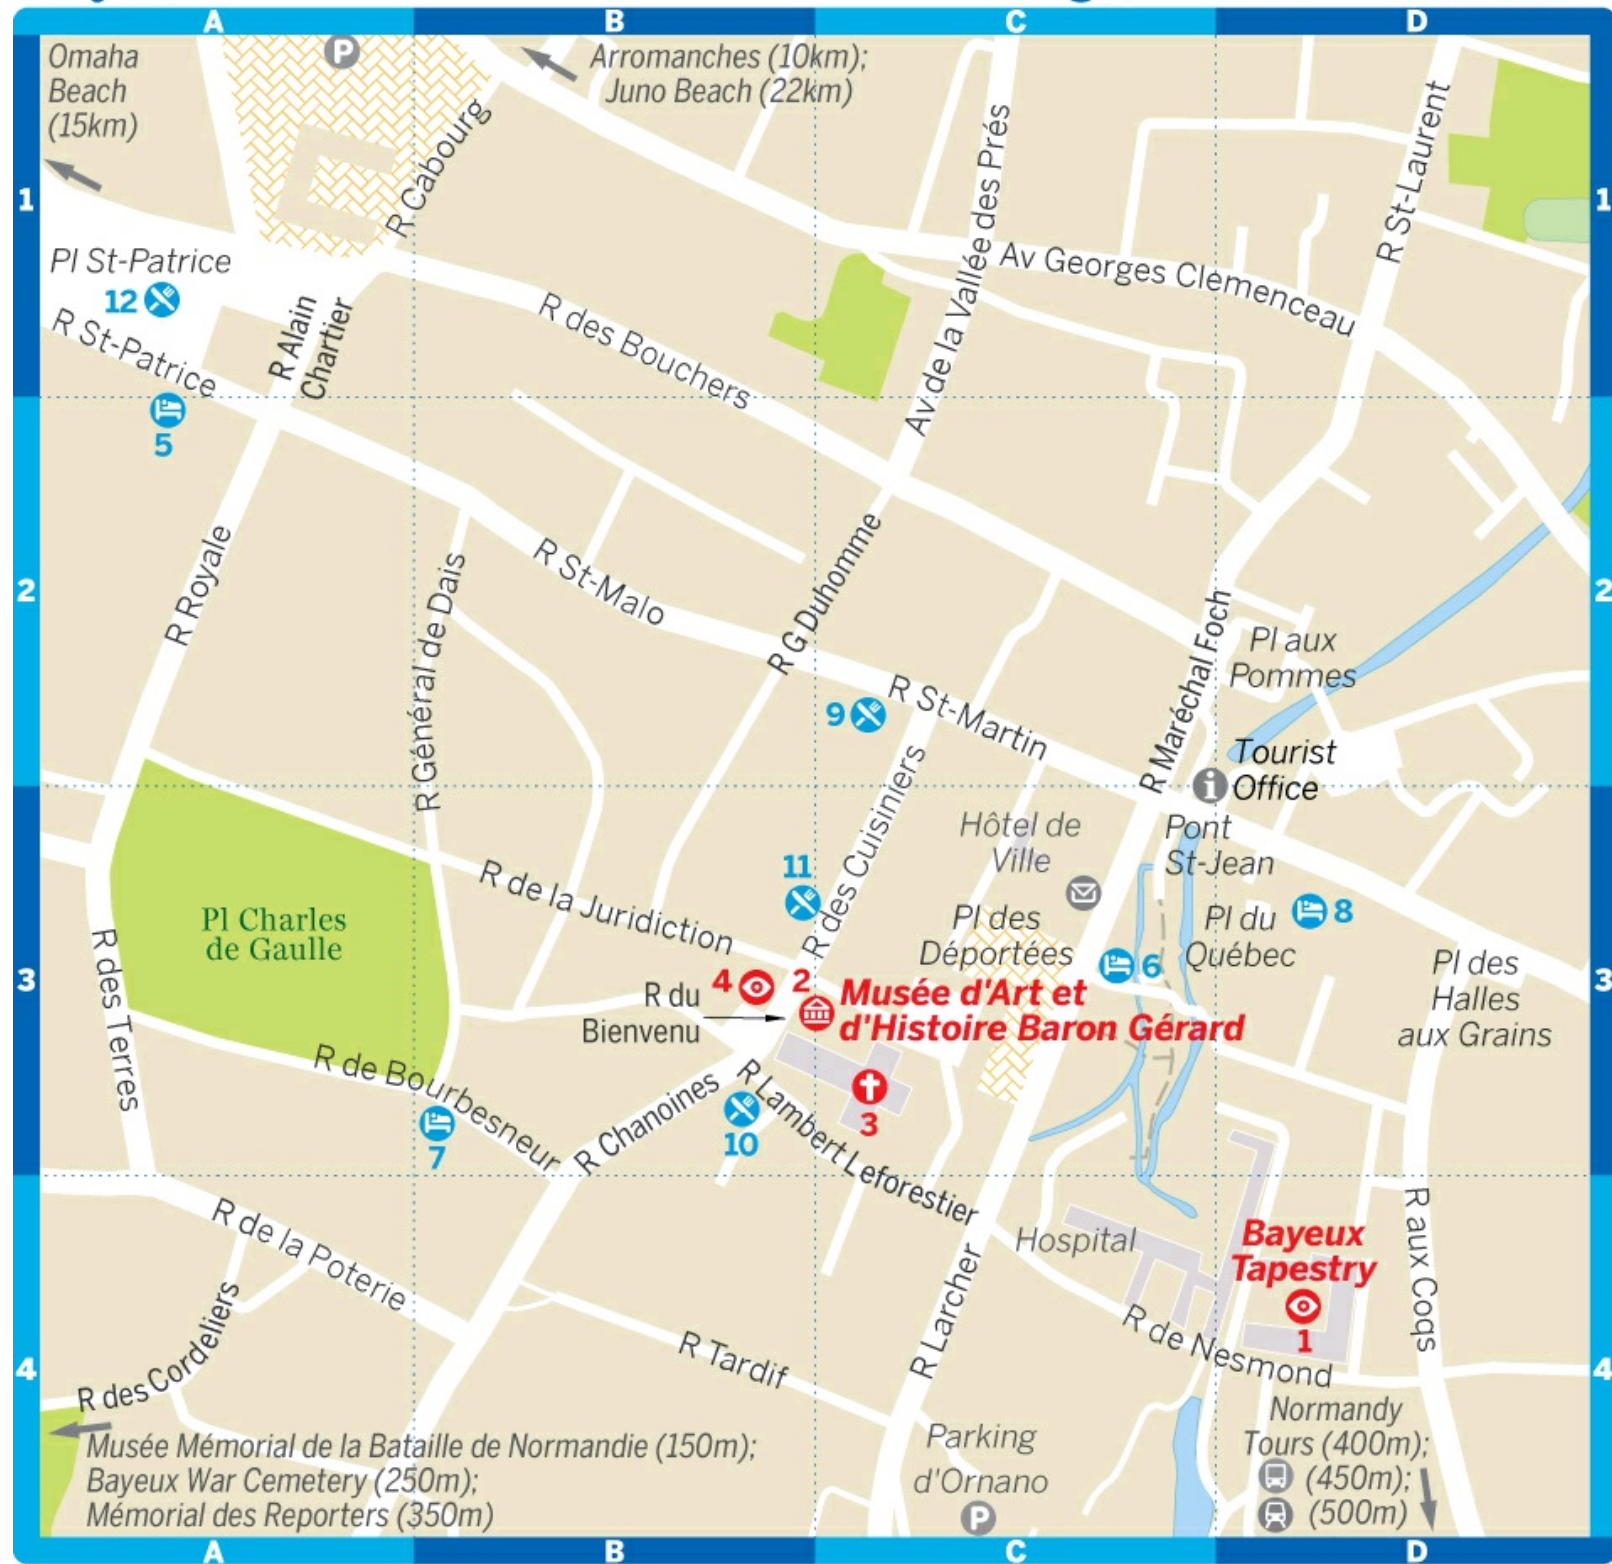 A
B
C
D
Omaha
Beach
(15km)
P
Arromanches (10km);
Juno Beach (22km)
1
1
R Cabourg
Av de la Vallée des Prés
R St-Laurent
Pl St-Patrice
12
Av Georges Clemenceau
R St-Patrice
R Alain
Chartier
R des Bouchers
5
R Royale
2
2
R Général de Dais
R St-Malo
R G Duhomme
R Maréchal Foch
Pl aux
Pommes
9
R St-Martin
Tourist
Office
i
R des Cuisiniers
Hôtel de
Ville
Pont
St-Jean
11
R de la Juridiction
Pl Charles
de Gaulle
Pl des
Déportées
Pl du
Québec
8
6
R des Terres
3
3
4
2
Musée d'Art et
d'Histoire Baron Gérard
R du
Bienvenu
Pl des
Halles
aux Grains
R de Bourbesneur
7
R Chanoines
10
R Lambert Leforestier
3
R de la Poterie
Hospital
Bayeux
Tapestry
1
R aux Coqs
R des Cordeliers
R Larcher
R Tardif
R de Nesmond
4
4
Musée Mémorial de la Bataille de Normandie (150m);
Bayeux War Cemetery (250m);
Mémorial des Reporters (350m)
Parking
d'Ornano
P
Normandy
Tours (400m);
(450m);
(500m)
A
B
C
D